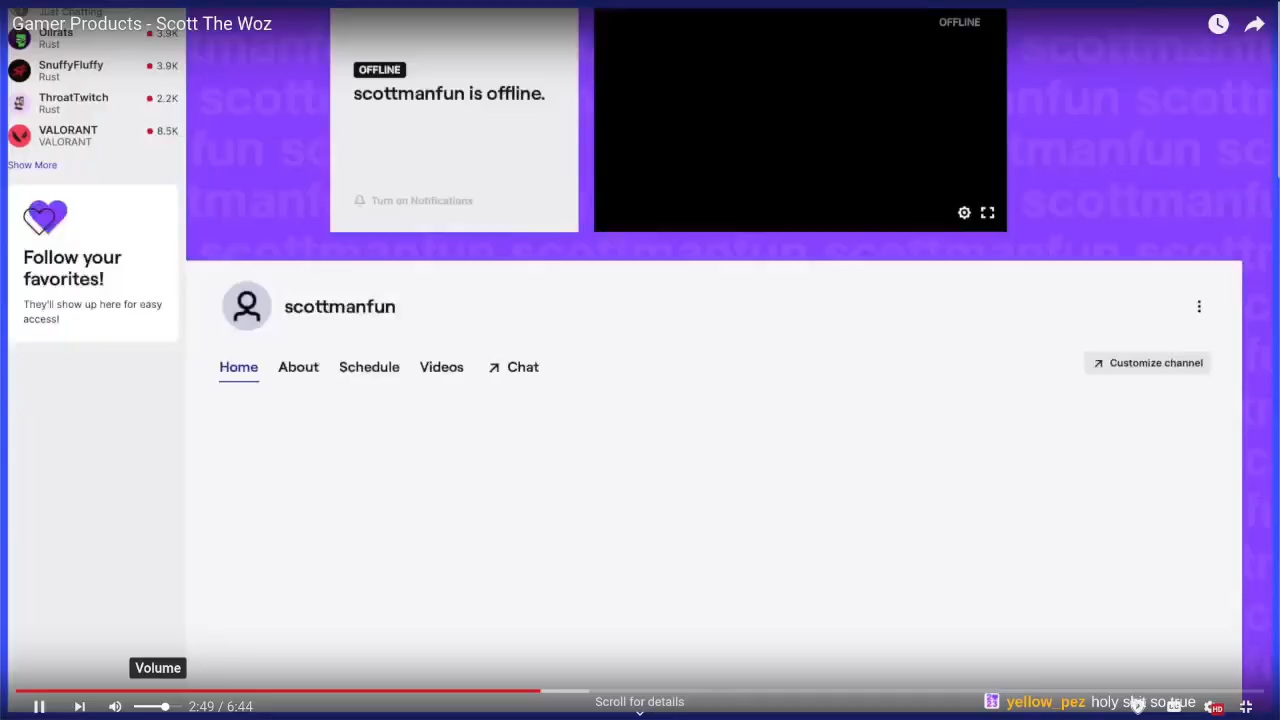 Gamer Products - Scott The Woz
Just Chatting
Oilrats
3.9K
Rust
SnuffyFluffy
3.9K
Rust
ThroatTwitch
2.2K
Rust
VALORANT
8.5K
VALORANT
Show More
Follow your
favorites!
They'll show up here for easy
access!
OFFLINE
scottmanfun is offline.
Turn on Notifications
OFFLINE
scottmanfun
Home About Schedule Videos Chat
Customize channel
Volume
2:49 / 6:44
Scroll for details
yellow_pez holy shit so true
HD